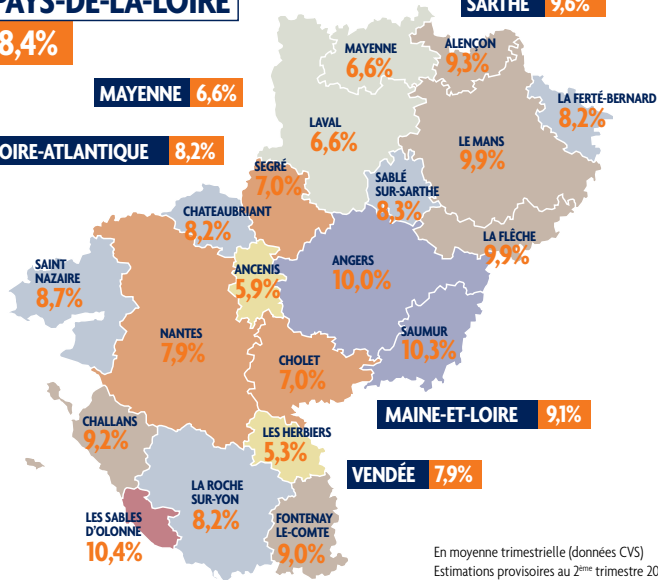 PAYS-DE-LA-LOIRE
8,4%
SARTHE 9,6%
MAYENNE
6,6%
ALENÇON
9,3%
MAYENNE 6,6%
LA FERTÉ-BERNARD
8,2%
LAVAL
6,6%
LE MANS
9,9%
OIRE-ATLANTIQUE 8,2%
SEGRÉ
7,0%
SABLÉ
SUR-SARTHE
8,3%
CHATEAUBRIANT
8,2%
LA FLÊCHE
9,9%
SAINT
NAZAIRE
8,7%
ANCENIS
5,9%
ANGERS
10,0%
NANTES
7,9%
SAUMUR
10,3%
CHOLET
7,0%
MAINE-ET-LOIRE 9,1%
CHALLANS
9,2%
LES HERBIERS
5,3%
VENDÉE 7,9%
LA ROCHE
SUR-YON
8,2%
LES SABLES
D'OLONNE
10,4%
FONTENAY
LE-COMTE
9,0%
En moyenne trimestrielle (données CVS)
Estimations provisoires au 2ème trimestre 20